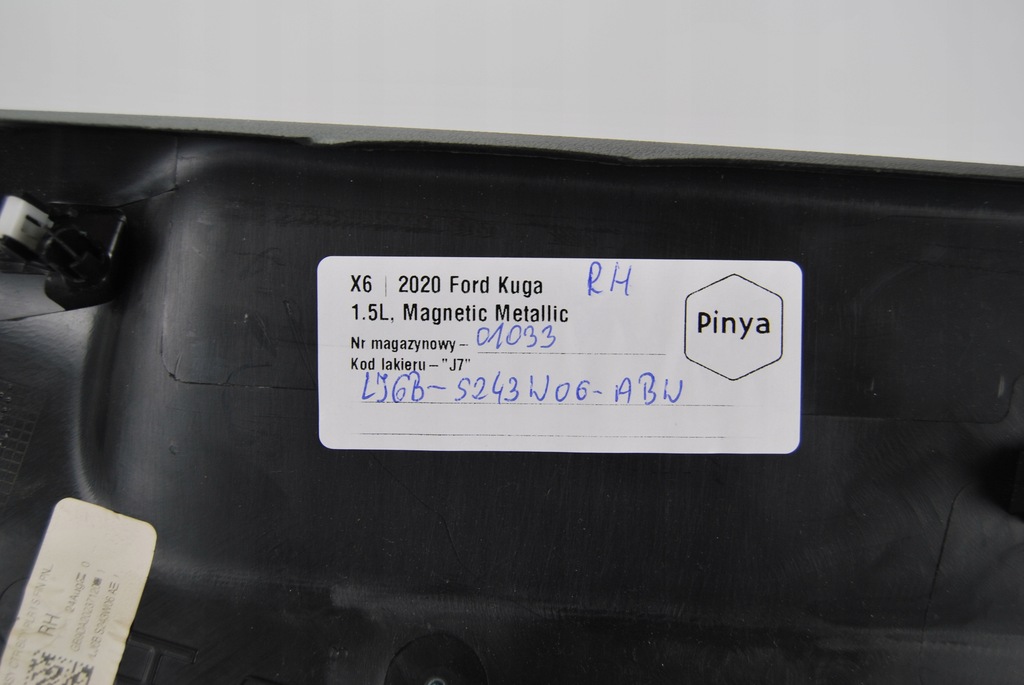 X6 | 2020 Ford Kuga RH
1.5L, Magnetic Metallic
Pinya
Nr magazynowy – 01033
Kod lakieru – "J7"
LJ6B-S243W06-ABW
RH